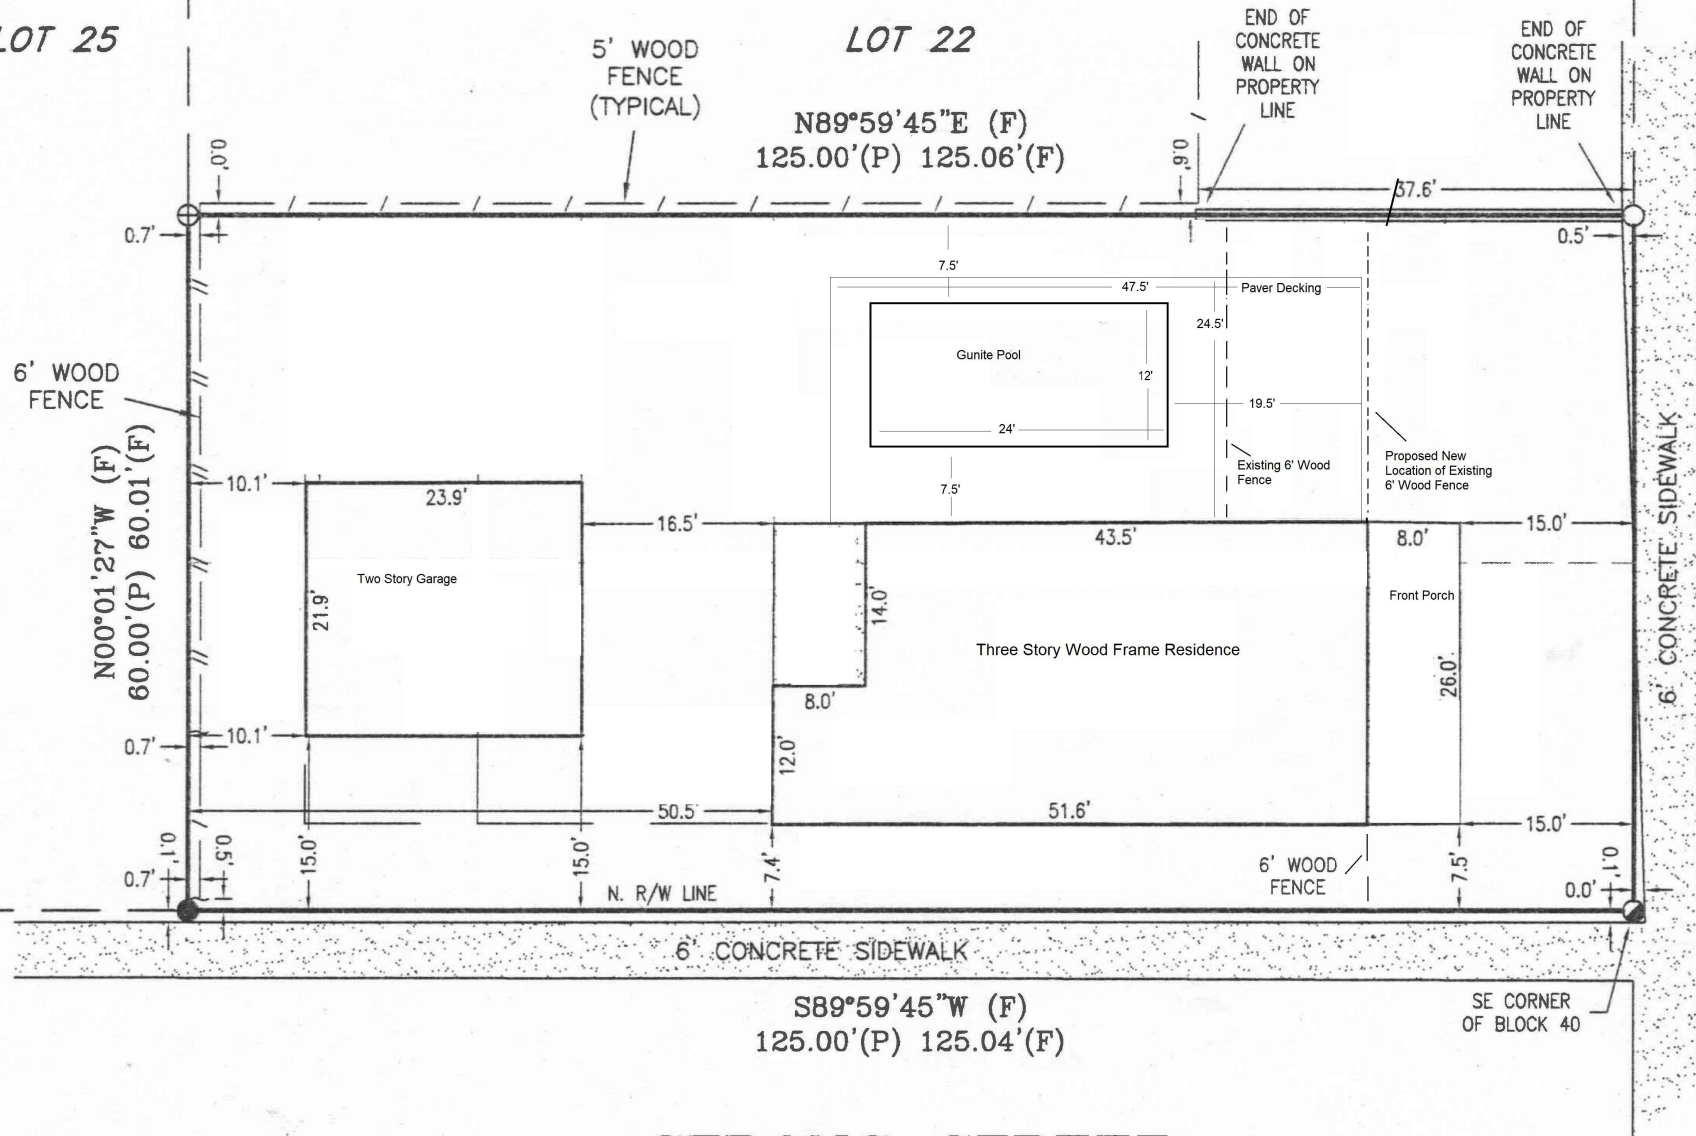 LOT 25
5' WOOD
FENCE
(TYPICAL)
LOT 22
END OF
CONCRETE
WALL ON
PROPERTY
LINE
END OF
CONCRETE
WALL ON
PROPERTY
LINE
N89°59'45"E (F)
125.00'(P) 125.06'(F)
0.0'
0.6'
37.6'
0.7'
0.5'
7.5'
47.5'
Paver Decking
24.5'
Gunite Pool
12'
19.5'
24'
6' WOOD
FENCE
Existing 6' Wood
Fence
Proposed New
Location of Existing
6' Wood Fence
7.5'
N00°01'27"W (F)
60.00'(P) 60.01'(F)
10.1'
23.9'
16.5'
43.5'
8.0'
15.0'
Two Story Garage
21.9'
14.0'
Front Porch
Three Story Wood Frame Residence
26.0'
6' CONCRETE SIDEWALK
8.0'
10.1'
0.7'
12.0'
50.5'
51.6'
15.0'
0.1'
0.5'
15.0'
15.0'
7.4'
6' WOOD
FENCE
7.5'
0.1'
0.7'
N. R/W LINE
0.0'
6' CONCRETE SIDEWALK
S89°59'45"W (F)
125.00'(P) 125.04'(F)
SE CORNER
OF BLOCK 40